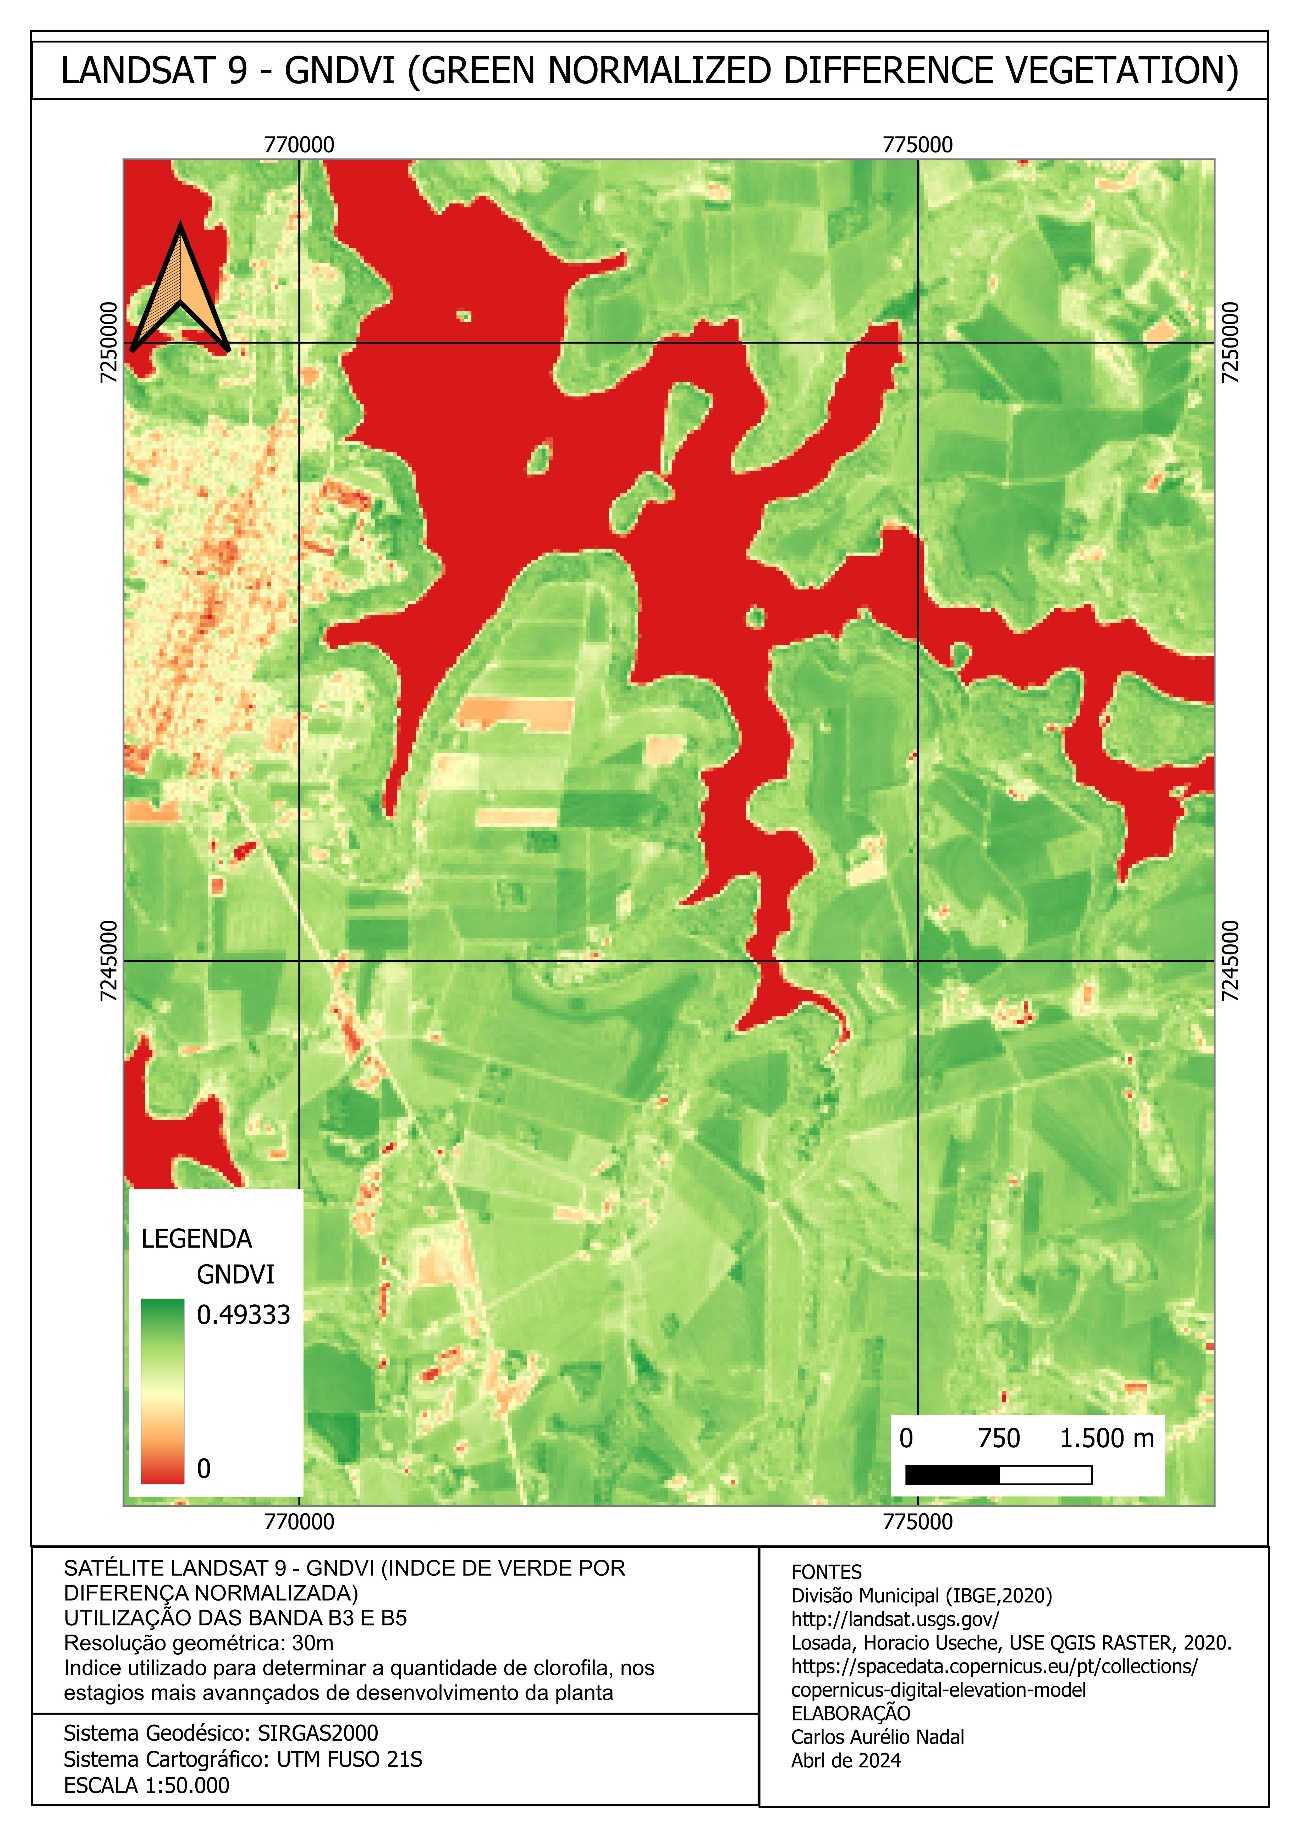 LANDSAT 9 - GNDVI (GREEN NORMALIZED DIFFERENCE VEGETATION)
770000
775000
7250000
7250000
7245000
7245000
LEGENDA
GNDVI
0.49333
0
0
750
1.500 m
770000
775000
SATÉLITE LANDSAT 9 - GNDVI (INDCE DE VERDE POR
DIFERENÇA NORMALIZADA)
UTILIZAÇÃO DAS BANDA B3 E B5
Resolução geométrica: 30m
Indice utilizado para determinar a quantidade de clorofila, nos
estagios mais avannçados de desenvolvimento da planta
Sistema Geodésico: SIRGAS2000
Sistema Cartográfico: UTM FUSO 21S
ESCALA 1:50.000
FONTES
Divisão Municipal (IBGE,2020)
http://landsat.usgs.gov/
Losada, Horacio Useche, USE QGIS RASTER, 2020.
https://spacedata.copernicus.eu/pt/collections/
copernicus-digital-elevation-model
ELABORAÇÃO
Carlos Aurélio Nadal
Abrl de 2024